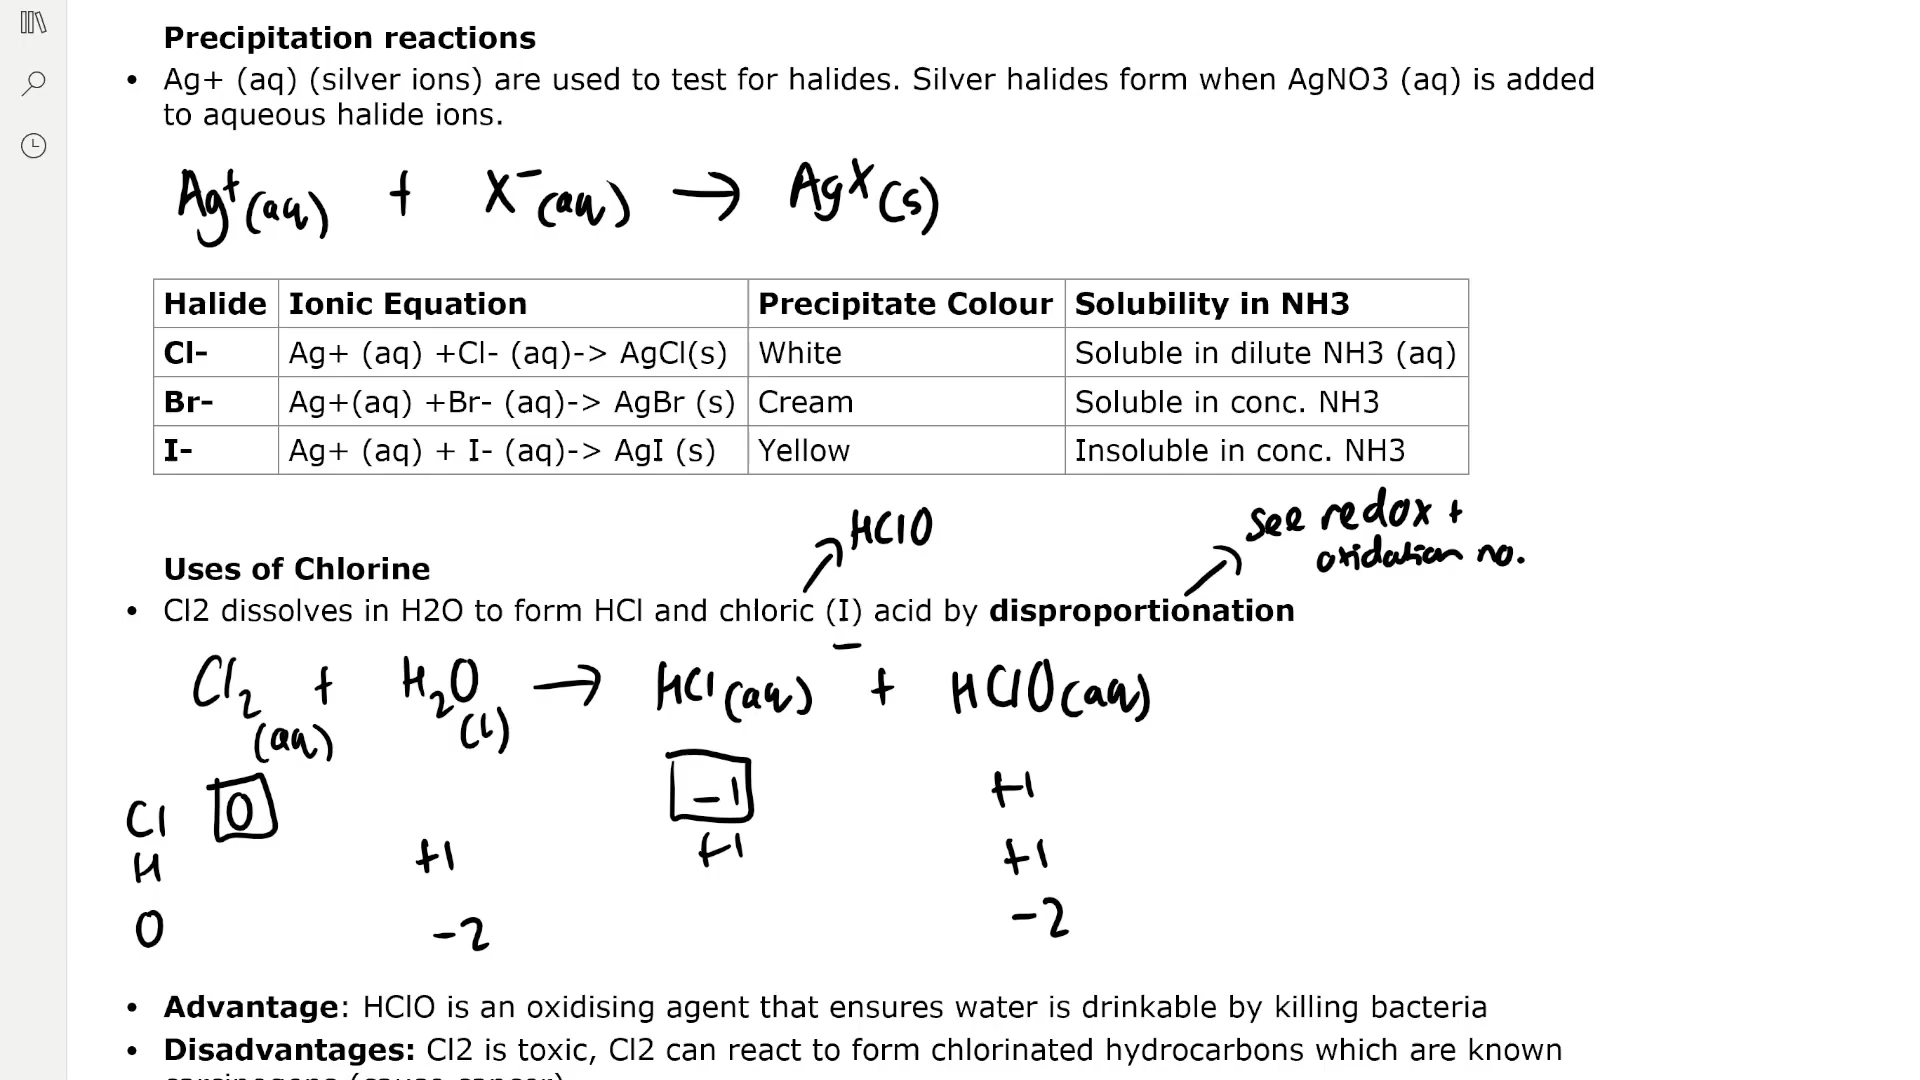 Precipitation reactions
• Ag+ (aq) (silver ions) are used to test for halides. Silver halides form when AgNO3 (aq) is added
to aqueous halide ions.
Ag⁺(aq) + X⁻(aq) → AgX(s)
Halide Ionic Equation Precipitate Colour Solubility in NH3
Cl- Ag+ (aq) +Cl- (aq)-> AgCl(s) White Soluble in dilute NH3 (aq)
Br- Ag+(aq) +Br- (aq)-> AgBr (s) Cream Soluble in conc. NH3
I- Ag+ (aq) + I- (aq)-> AgI (s) Yellow Insoluble in conc. NH3
HClO
see redox +
oxidation no.
Uses of Chlorine
• Cl2 dissolves in H2O to form HCl and chloric (I) acid by disproportionation
Cl₂(aq) + H₂O(l) → HCl(aq) + HClO(aq)
Cl 0 -1 +1
H +1 +1 +1
O -2 -2
• Advantage: HClO is an oxidising agent that ensures water is drinkable by killing bacteria
• Disadvantages: Cl2 is toxic, Cl2 can react to form chlorinated hydrocarbons which are known
carcinogens (cause cancer)